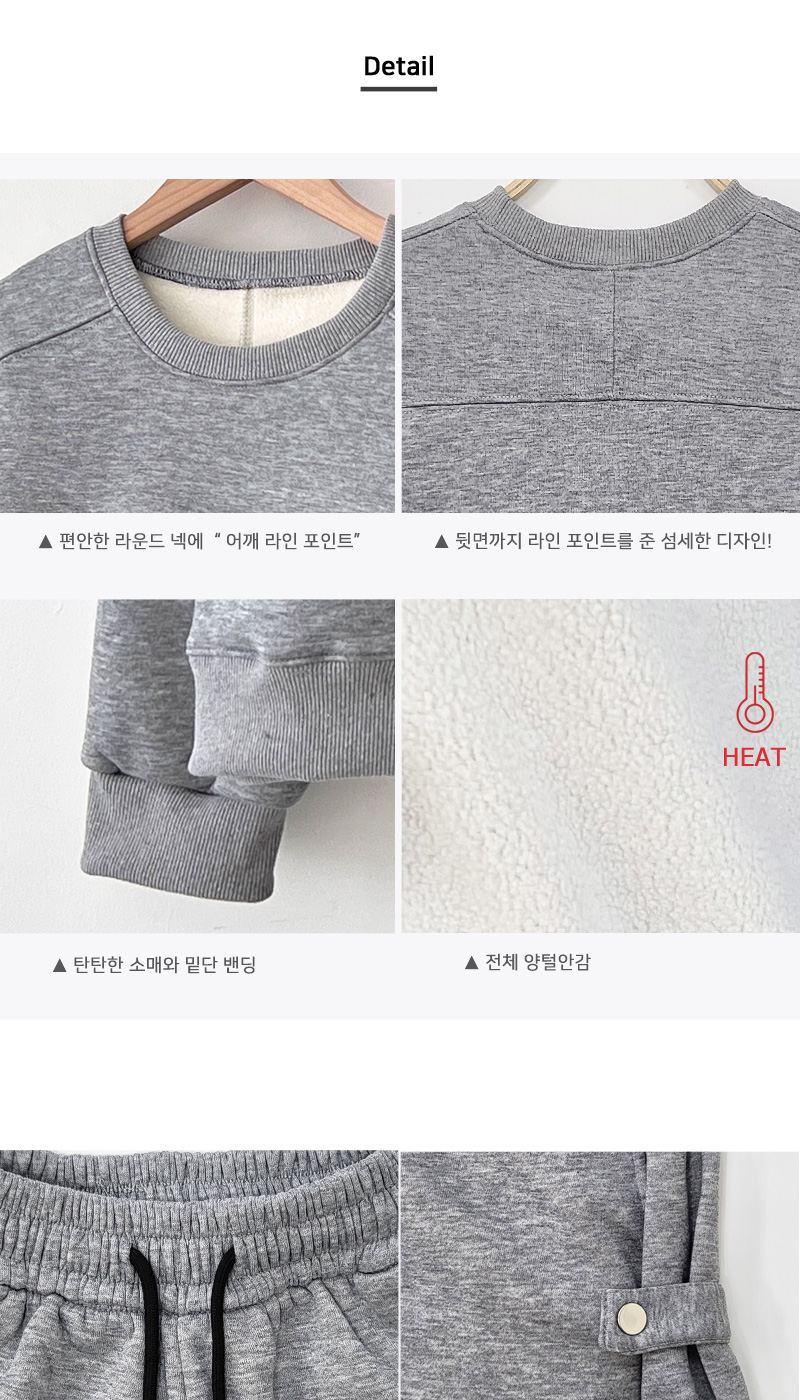 Detail
▲ 편안한 라운드 넥에 “ 어깨 라인 포인트”
▲ 뒷면까지 라인 포인트를 준 섬세한 디자인!
HEAT
▲ 탄탄한 소매와 밑단 밴딩
▲ 전체 양털안감